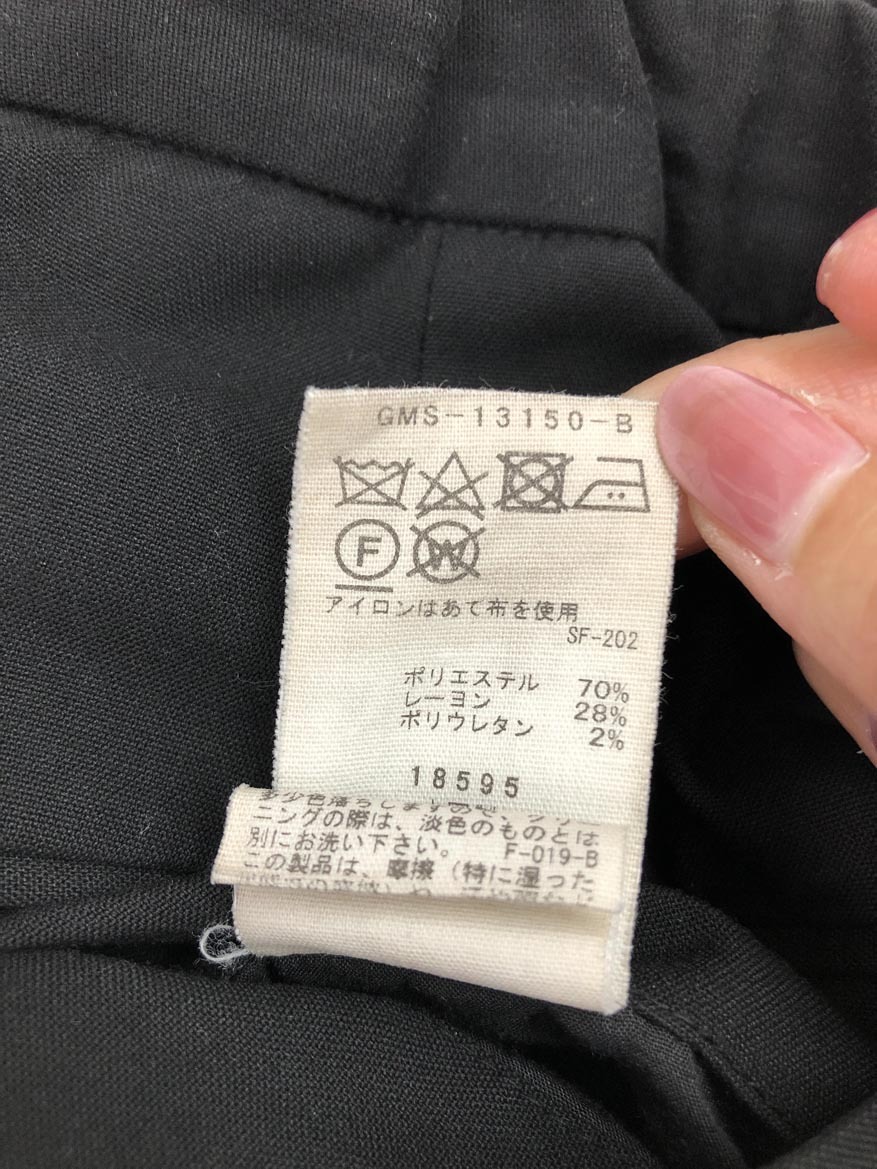 GMS-13150-B
F W
アイロンはあて布を使用
SF-202
ポリエステル 70%
レーヨン 28%
ポリウレタン 2%
18595
ニングの際は、淡色のものとは
別にお洗い下さい。 F-019-B
この製品は、摩擦（特に湿った